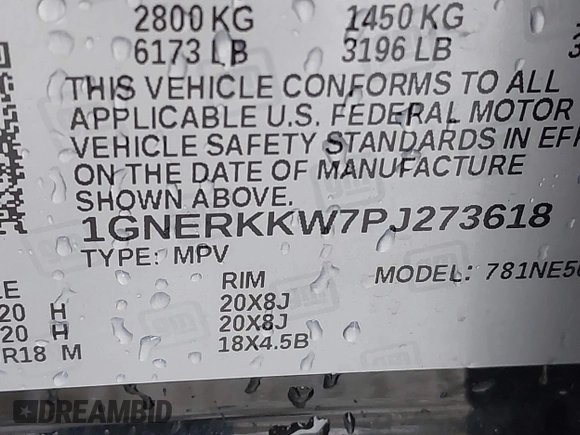 2800 KG 1450 KG
6173 LB 3196 LB
THIS VEHICLE CONFORMS TO ALL
APPLICABLE U.S. FEDERAL MOTOR
VEHICLE SAFETY STANDARDS IN
ON THE DATE OF MANUFACTURE
SHOWN ABOVE.
1GNERKKW7PJ273618
TYPE: MPV MODEL: 781NE5
RIM
20 H 20X8J
20 H 20X8J
R18 M 18X4.5B
DREAMBID